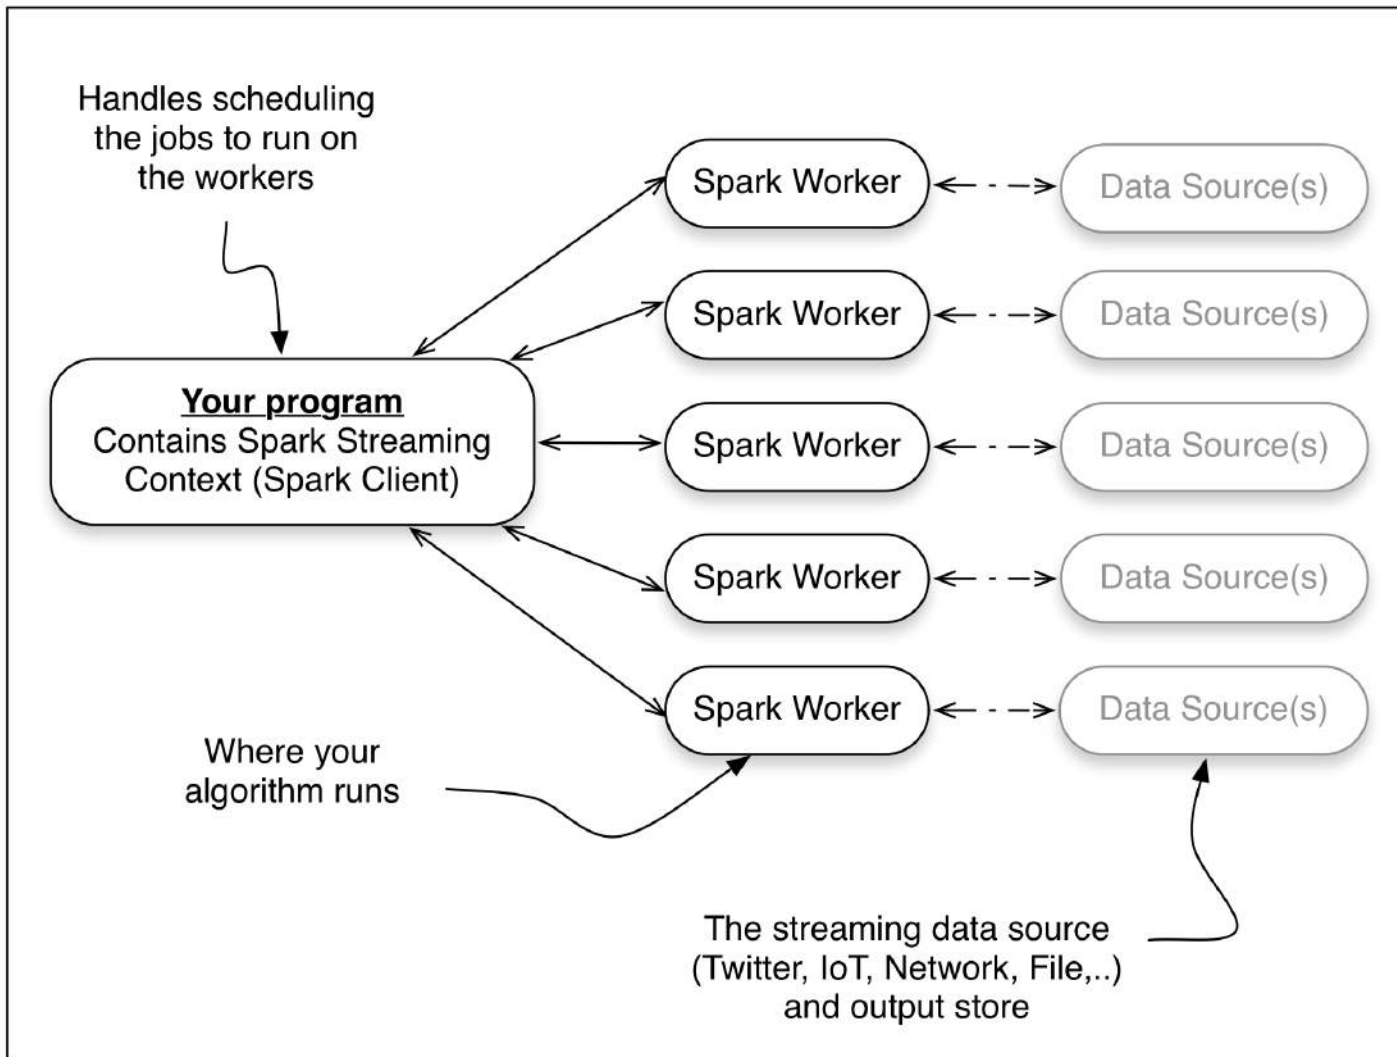 Handles scheduling
the jobs to run on
the workers
Spark Worker
Data Source(s)
Spark Worker
Data Source(s)
Your program
Contains Spark Streaming
Context (Spark Client)
Spark Worker
Data Source(s)
Spark Worker
Data Source(s)
Spark Worker
Data Source(s)
Where your
algorithm runs
The streaming data source
(Twitter, IoT, Network, File,..)
and output store